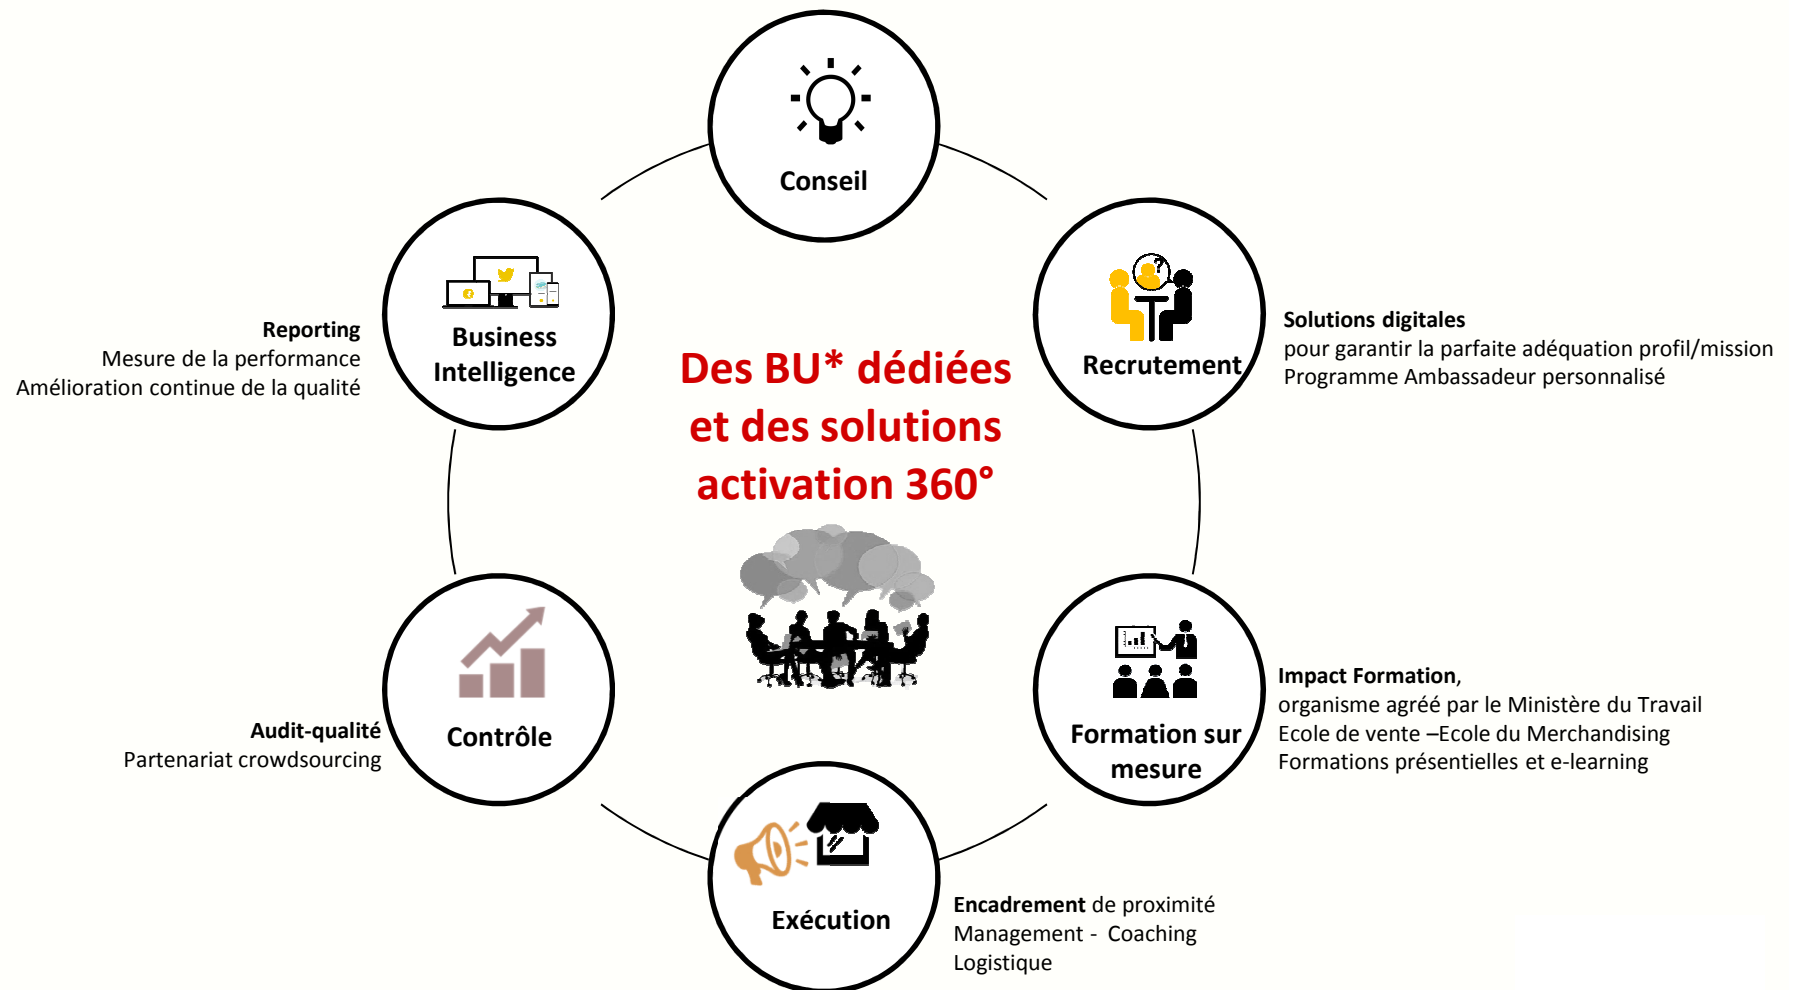 Conseil
Business
Intelligence
Reporting
Mesure de la performance
Amélioration continue de la qualité
Des BU* dédiées
et des solutions
activation 360°
Recrutement
?
Solutions digitales
pour garantir la parfaite adéquation profil/mission
Programme Ambassadeur personnalisé
Contrôle
Audit-qualité
Partenariat crowdsourcing
Formation sur
mesure
Impact Formation,
organisme agréé par le Ministère du Travail
Ecole de vente –Ecole du Merchandising
Formations présentielles et e-learning
Exécution
Encadrement de proximité
Management - Coaching
Logistique